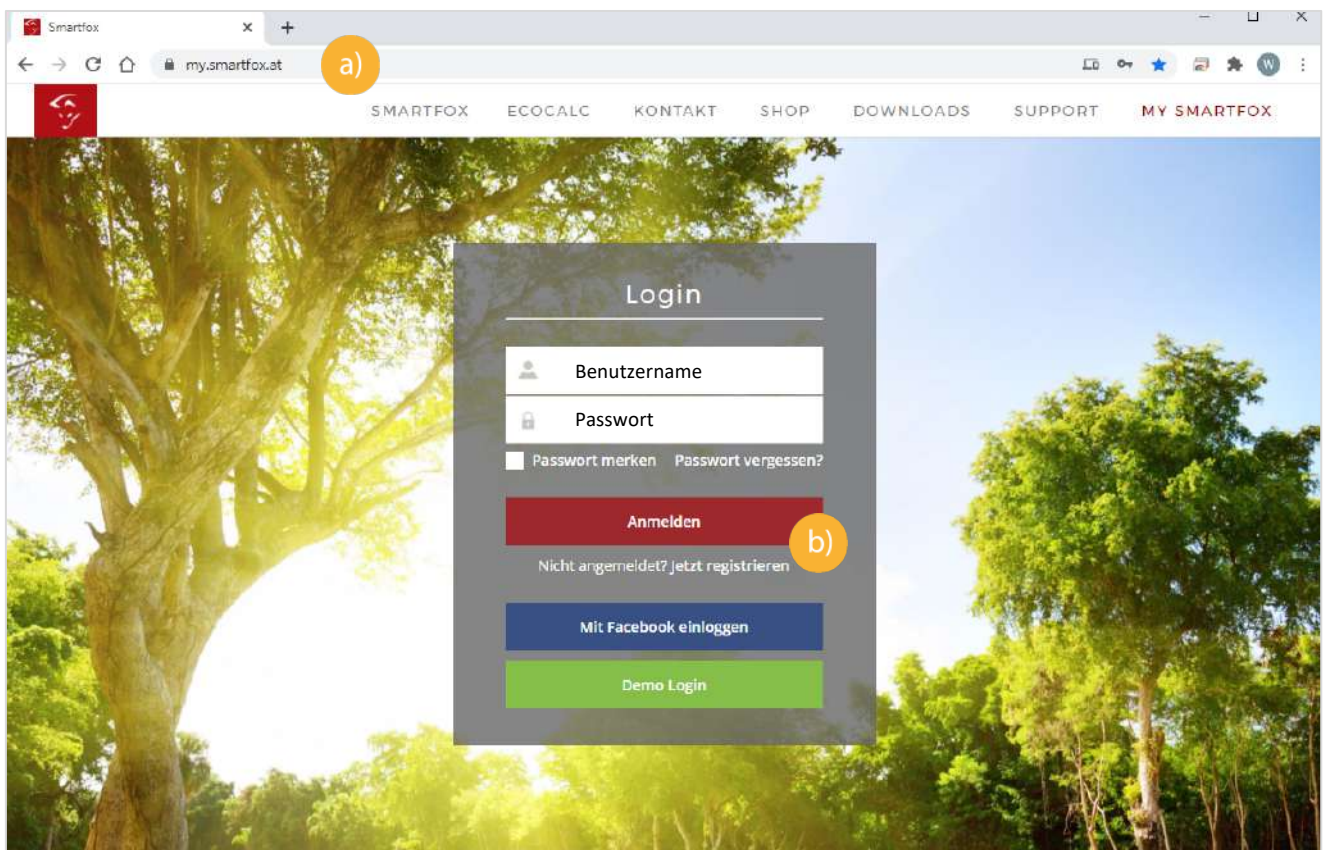 Smartfox
my.smartfox.at
a)
W
SMARTFOX ECOCALC KONTAKT SHOP DOWNLOADS SUPPORT MY SMARTFOX
Login
Benutzername
Passwort
Passwort merken Passwort vergessen?
Anmelden
b)
Nicht angemeldet? Jetzt registrieren
Mit Facebook einloggen
Demo Login